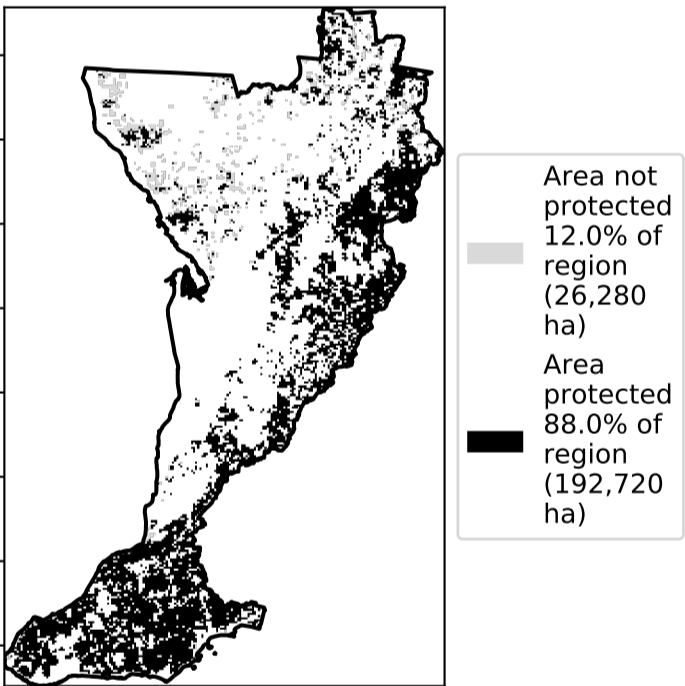 Area not
protected
12.0% of
region
(26,280
ha)
Area
protected
88.0% of
region
(192,720
ha)